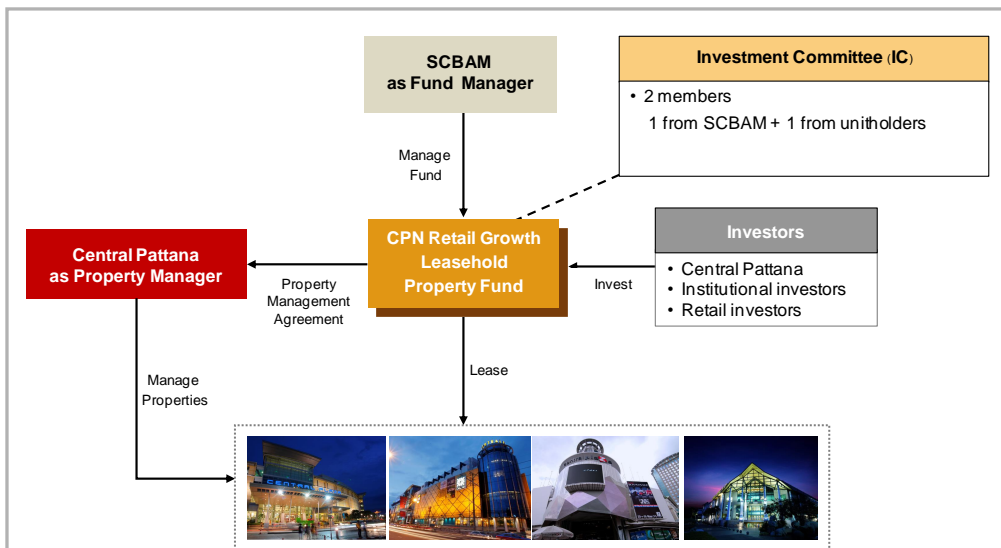 SCBAM
as Fund Manager
Investment Committee (IC)
• 2 members
1 from SCBAM + 1 from unitholders
Manage
Fund
CPN Retail Growth
Leasehold
Property Fund
Investors
• Central Pattana
• Institutional investors
• Retail investors
Invest
Central Pattana
as Property Manager
Property
Management
Agreement
Lease
Manage
Properties